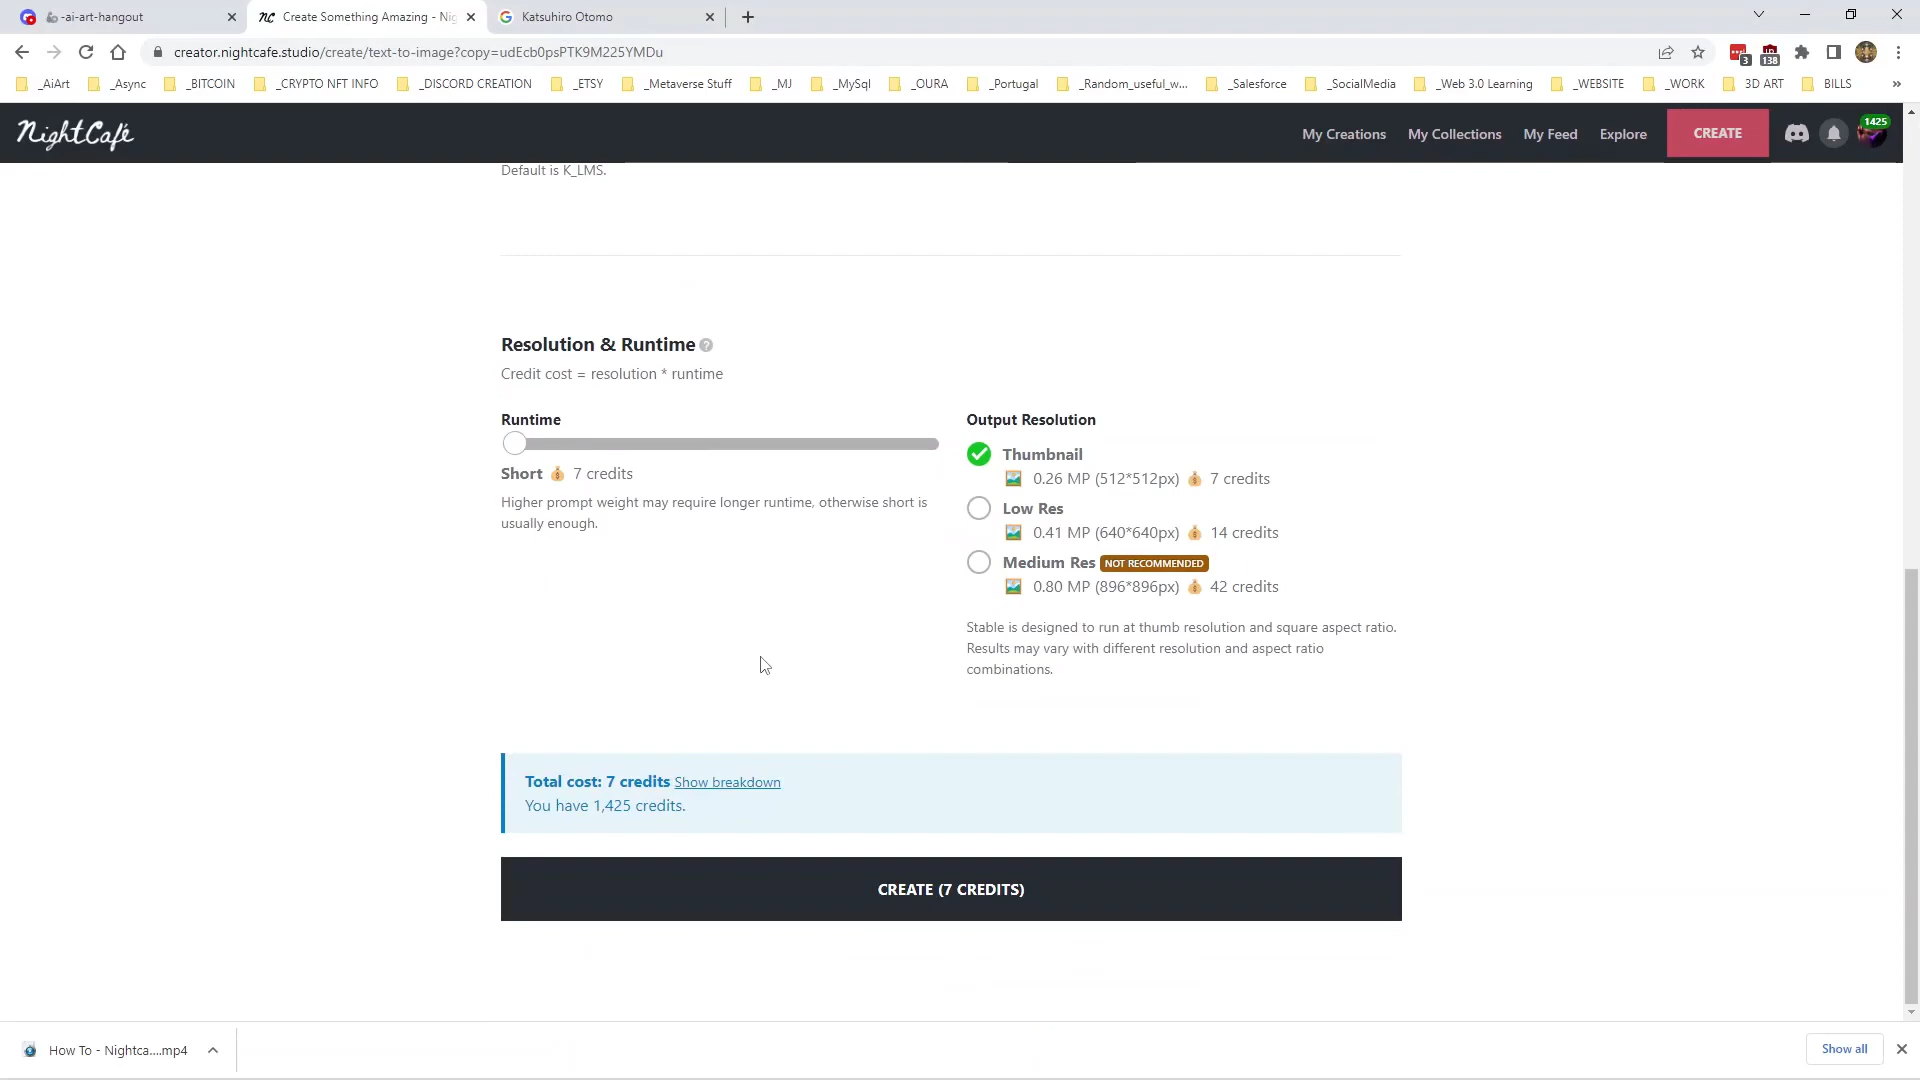 -ai-art-hangout
Create Something Amazing - Nig
Katsuhiro Otomo
creator.nightcafe.studio/create/text-to-image?copy=udEcb0psPTK9M225YMDu
3
138
_AiArt
_Async
_BITCOIN
_CRYPTO NFT INFO
_DISCORD CREATION
_ETSY
_Metaverse Stuff
_MJ
_MySql
_OURA
_Portugal
_Random_useful_w...
_Salesforce
_SocialMedia
_Web 3.0 Learning
_WEBSITE
_WORK
3D ART
BILLS
»
NightCafé
My Creations
My Collections
My Feed
Explore
CREATE
1425
Default is K_LMS.
Resolution & Runtime ?
Credit cost = resolution * runtime
Runtime
Short 7 credits
Higher prompt weight may require longer runtime, otherwise short is
usually enough.
Output Resolution
Thumbnail
0.26 MP (512*512px) 7 credits
Low Res
0.41 MP (640*640px) 14 credits
Medium Res NOT RECOMMENDED
0.80 MP (896*896px) 42 credits
Stable is designed to run at thumb resolution and square aspect ratio.
Results may vary with different resolution and aspect ratio
combinations.
Total cost: 7 credits Show breakdown
You have 1,425 credits.
CREATE (7 CREDITS)
How To - Nightca....mp4
Show all